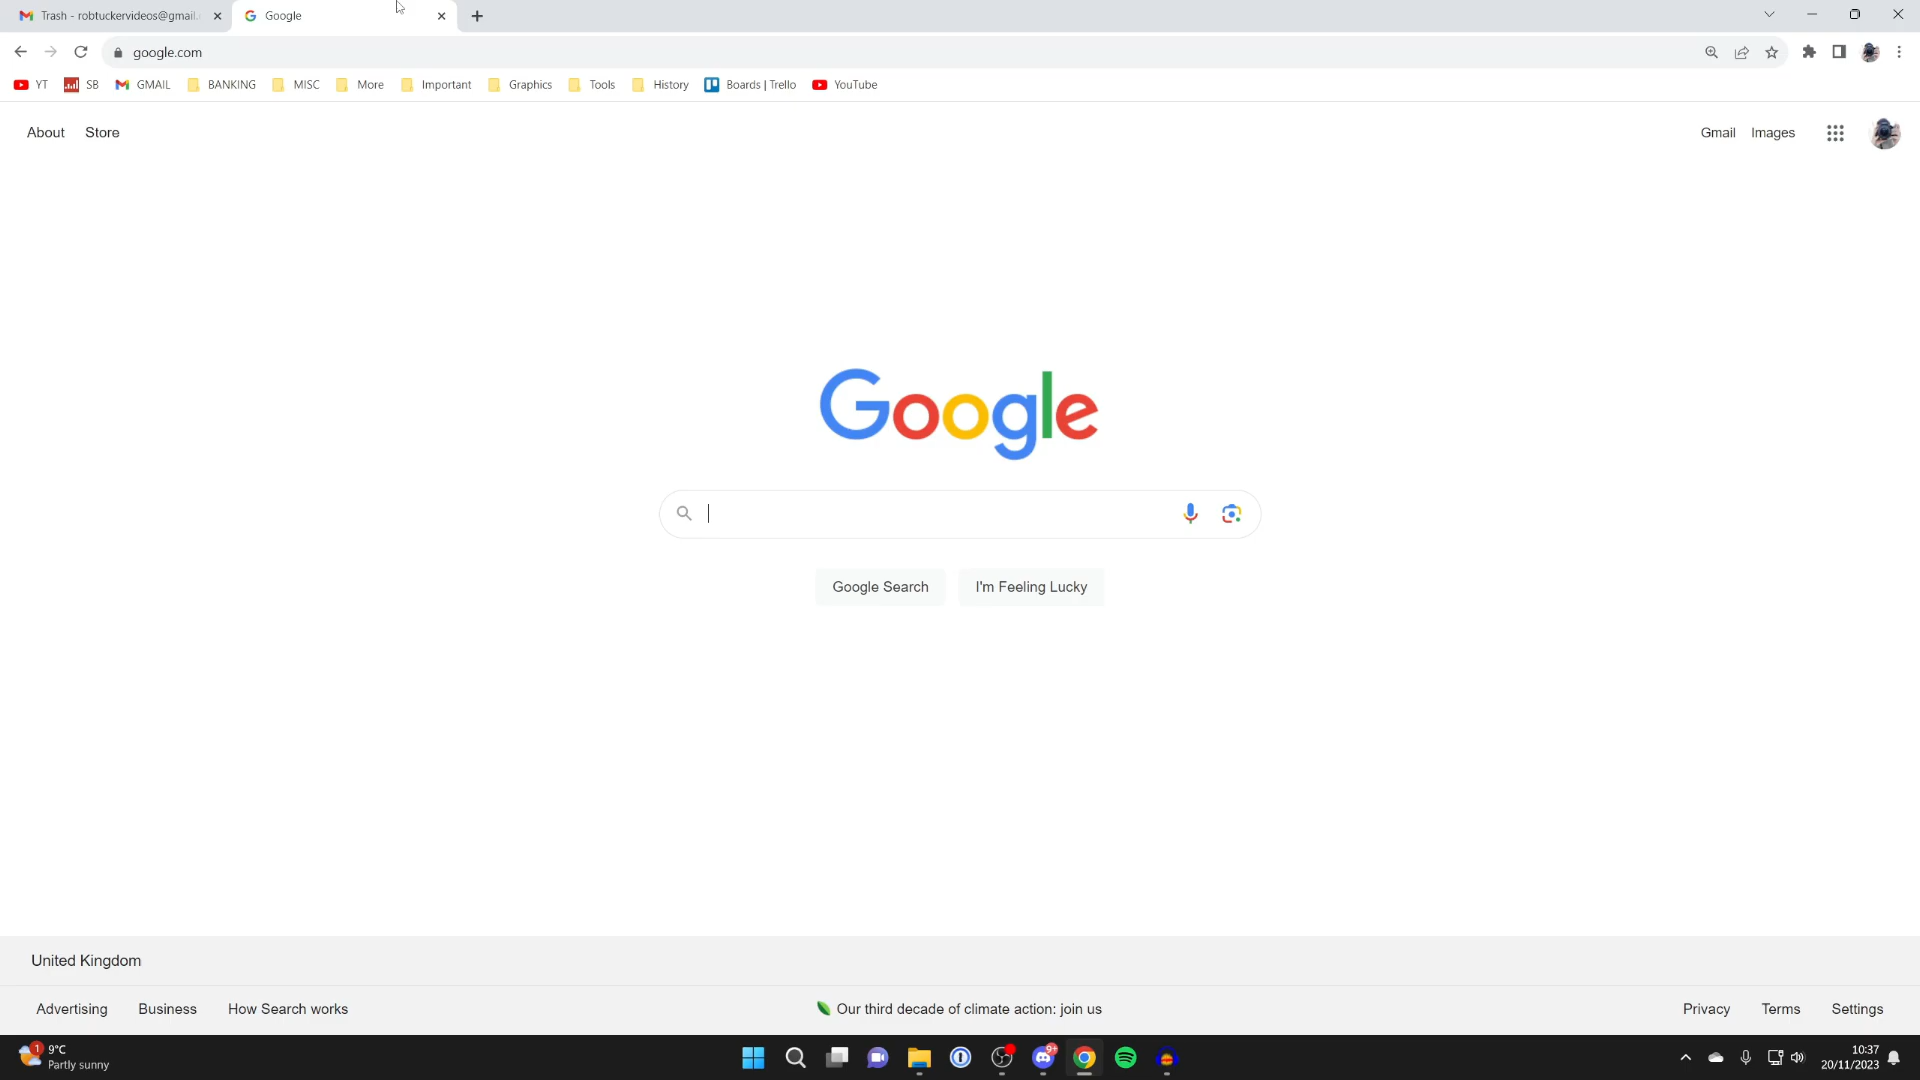 Trash - robtuckervideos@gmail.
Google
google.com
YT SB GMAIL BANKING MISC More Important Graphics Tools History Boards | Trello YouTube
About Store Gmail Images
Google
Google Search I'm Feeling Lucky
United Kingdom
Advertising Business How Search works Our third decade of climate action: join us Privacy Terms Settings
1 9°C 9+ 10:37
Partly sunny 20/11/2023